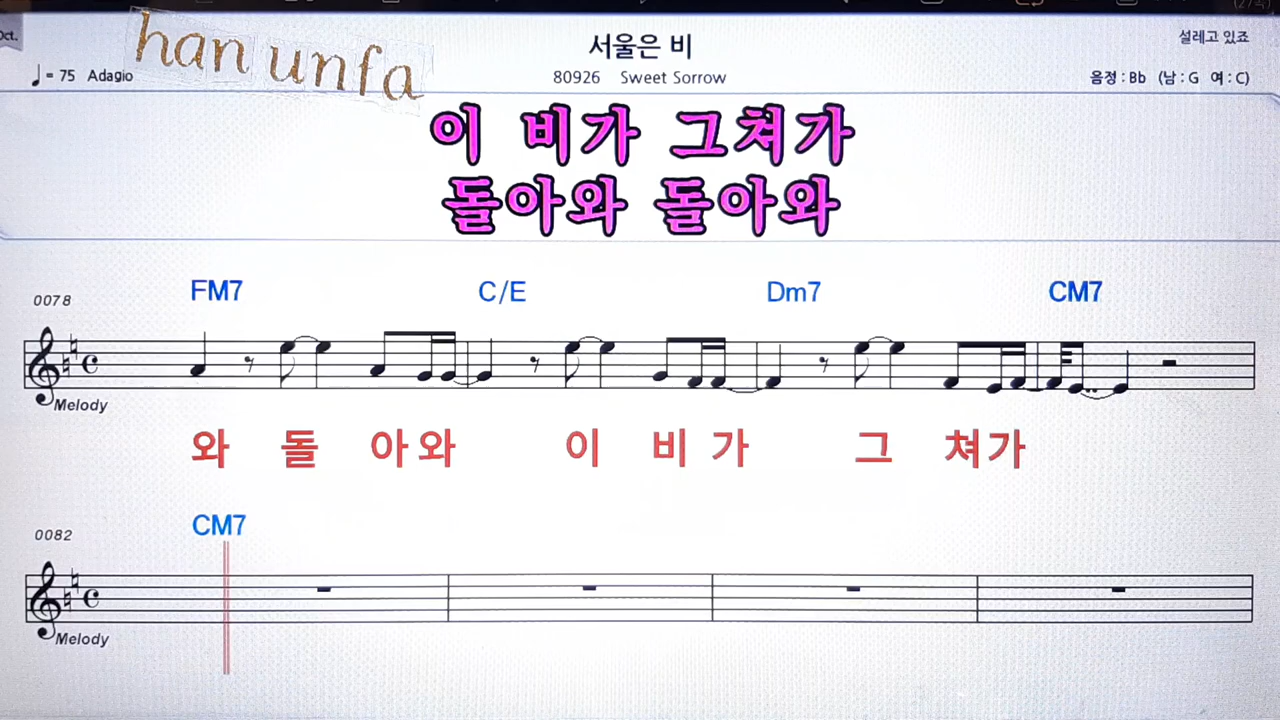 Oct.
han unfa
서울은 비
설레고 있죠
= 75 Adagio
80926 Sweet Sorrow
음정 : Bb (남 : G 여 : C)
이 비가 그쳐가
돌아와 돌아와
0078
FM7 C/E Dm7 CM7
Melody
와 돌 아와 이 비 가 그 쳐가
0082
CM7
Melody